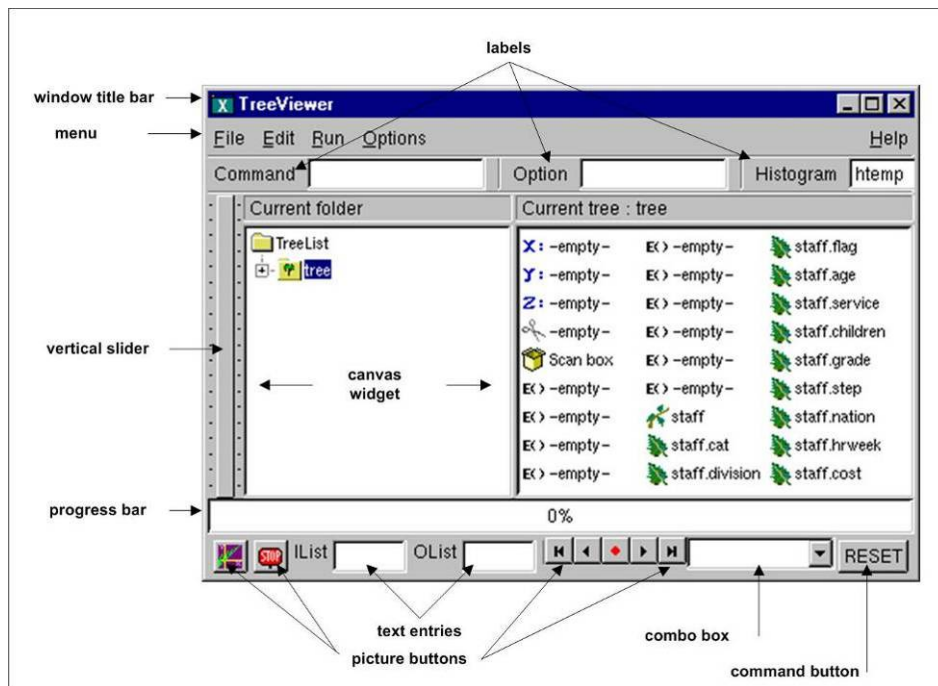 labels
window title bar
X TreeViewer
menu
File Edit Run Options Help
Command Option Histogram htemp
Current folder
Current tree : tree
TreeList
tree
X: -empty- E() -empty- staff.flag
Y: -empty- E() -empty- staff.age
Z: -empty- E() -empty- staff.service
-empty- E() -empty- staff.children
Scan box E() -empty- staff.grade
E() -empty- E() -empty- staff.step
E() -empty- staff staff.nation
E() -empty- staff.cat staff.hrweek
E() -empty- staff.division staff.cost
vertical slider
canvas
widget
progress bar
0%
STOP IList OList RESET
text entries
picture buttons
combo box
command button